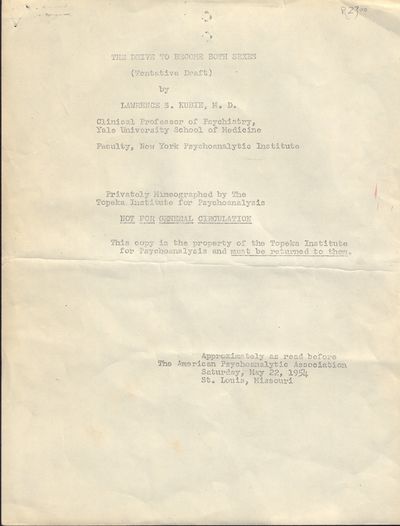 P.2900
THE DRIVE TO BECOME BOTH SEXES
(Tentative Draft)
by
LAWRENCE S. KUBIE, M. D.
Clinical Professor of Psychiatry,
Yale University School of Medicine
Faculty, New York Psychoanalytic Institute
Privately Mimeographed by The
Topeka Institute for Psychoanalysis
NOT FOR GENERAL CIRCULATION
This copy is the property of the Topeka Institute
for Psychoanalysis and must be returned to them.
Approximately as read before
The American Psychoanalytic Association
Saturday, May 22, 1954
St. Louis, Missouri